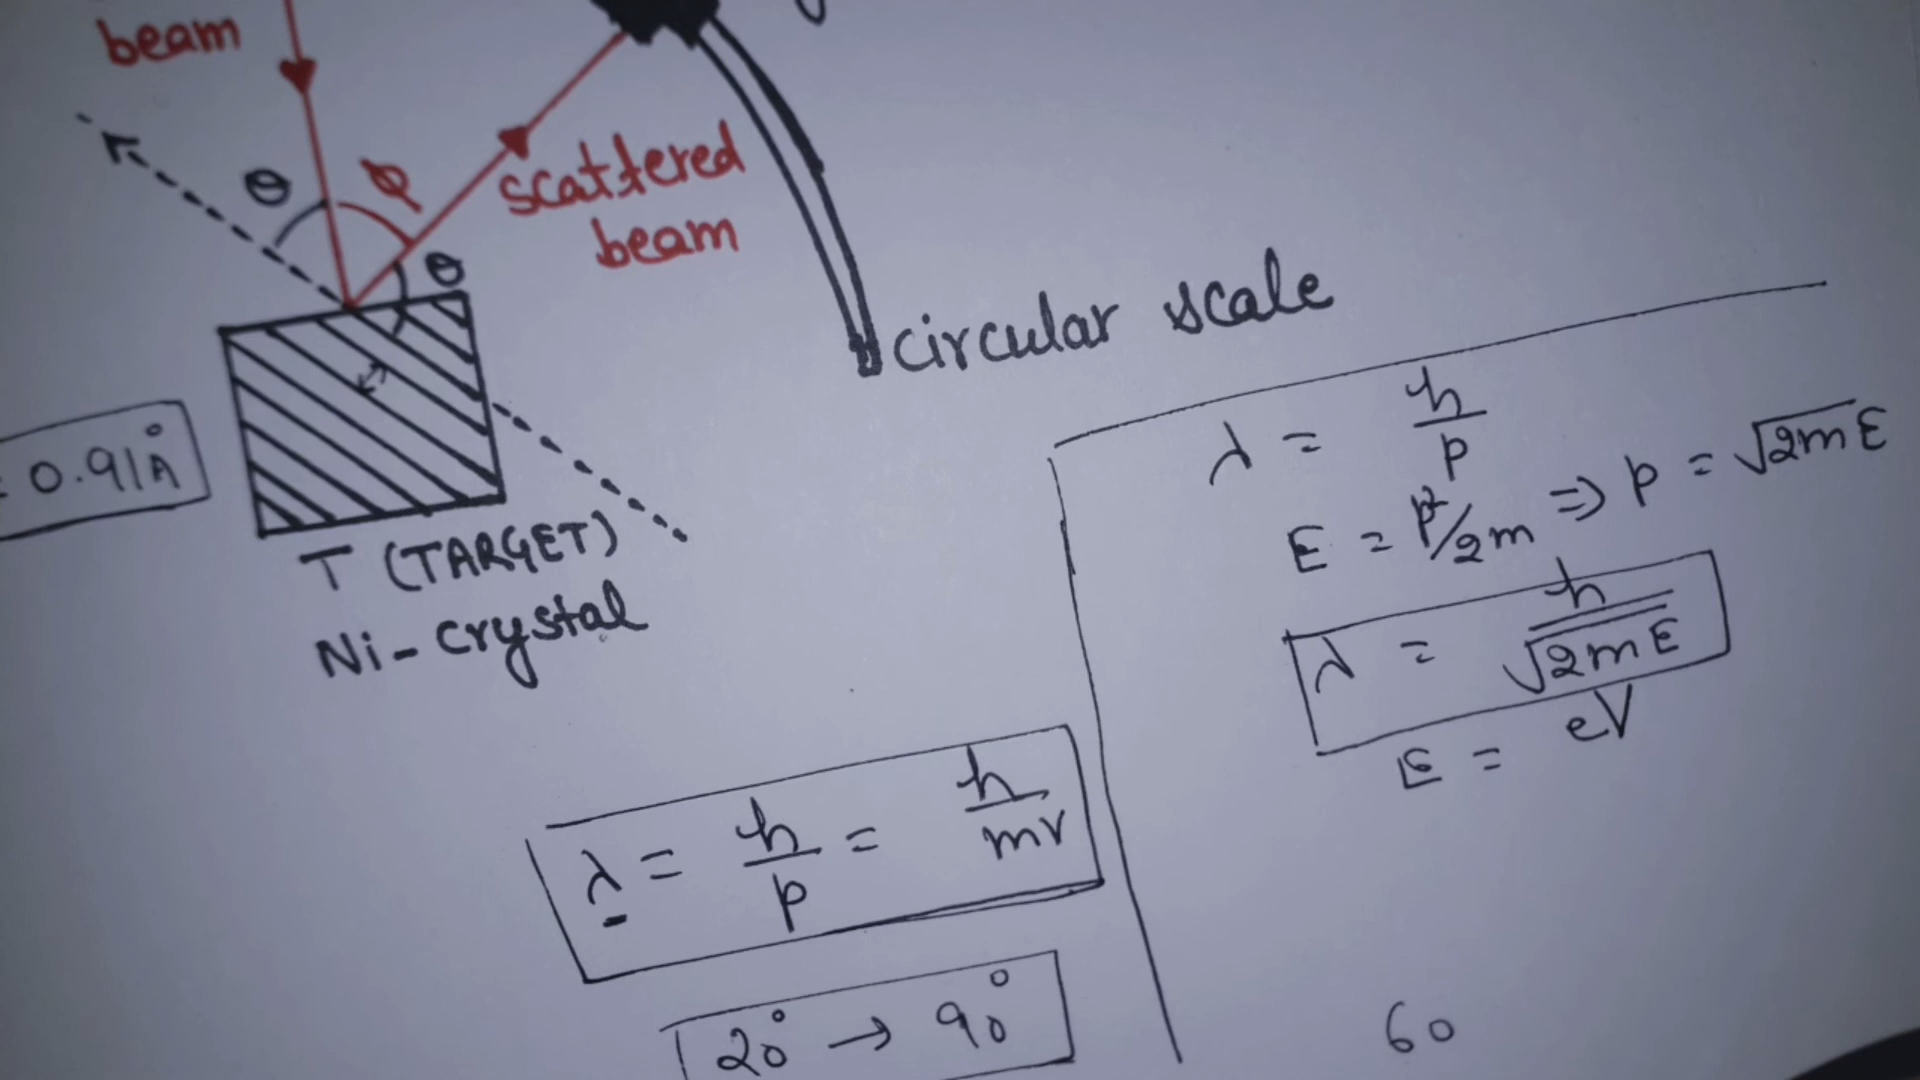 beam
θ φ
scattered
beam
θ
circular scale
= 0.91Å
T (TARGET)
Ni-crystal
λ = h/p
E = p²/2m ⇒ p = √2mE
λ = h/√2mE
E = eV
λ = h/p = h/mv
20° → 90°
60